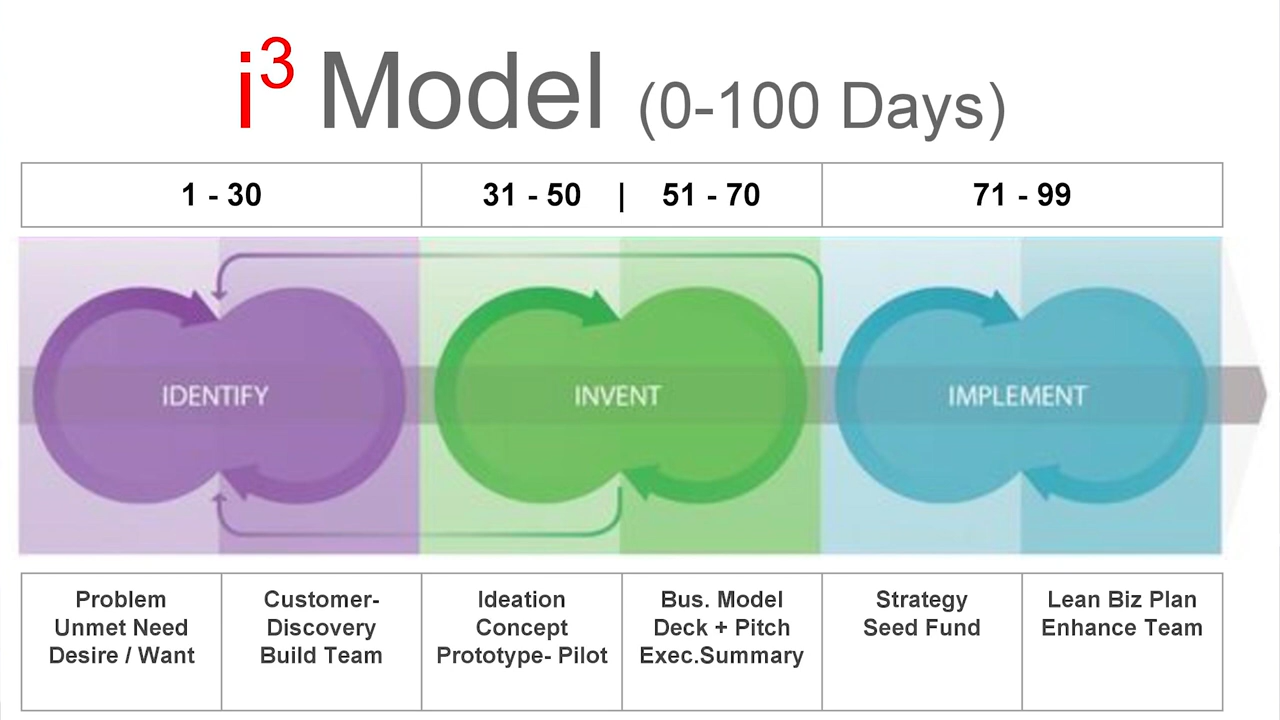 i³ Model (0-100 Days)
1 - 30
31 - 50 | 51 - 70
71 - 99
IDENTIFY
INVENT
IMPLEMENT
Problem
Unmet Need
Desire / Want
Customer-
Discovery
Build Team
Ideation
Concept
Prototype- Pilot
Bus. Model
Deck + Pitch
Exec.Summary
Strategy
Seed Fund
Lean Biz Plan
Enhance Team